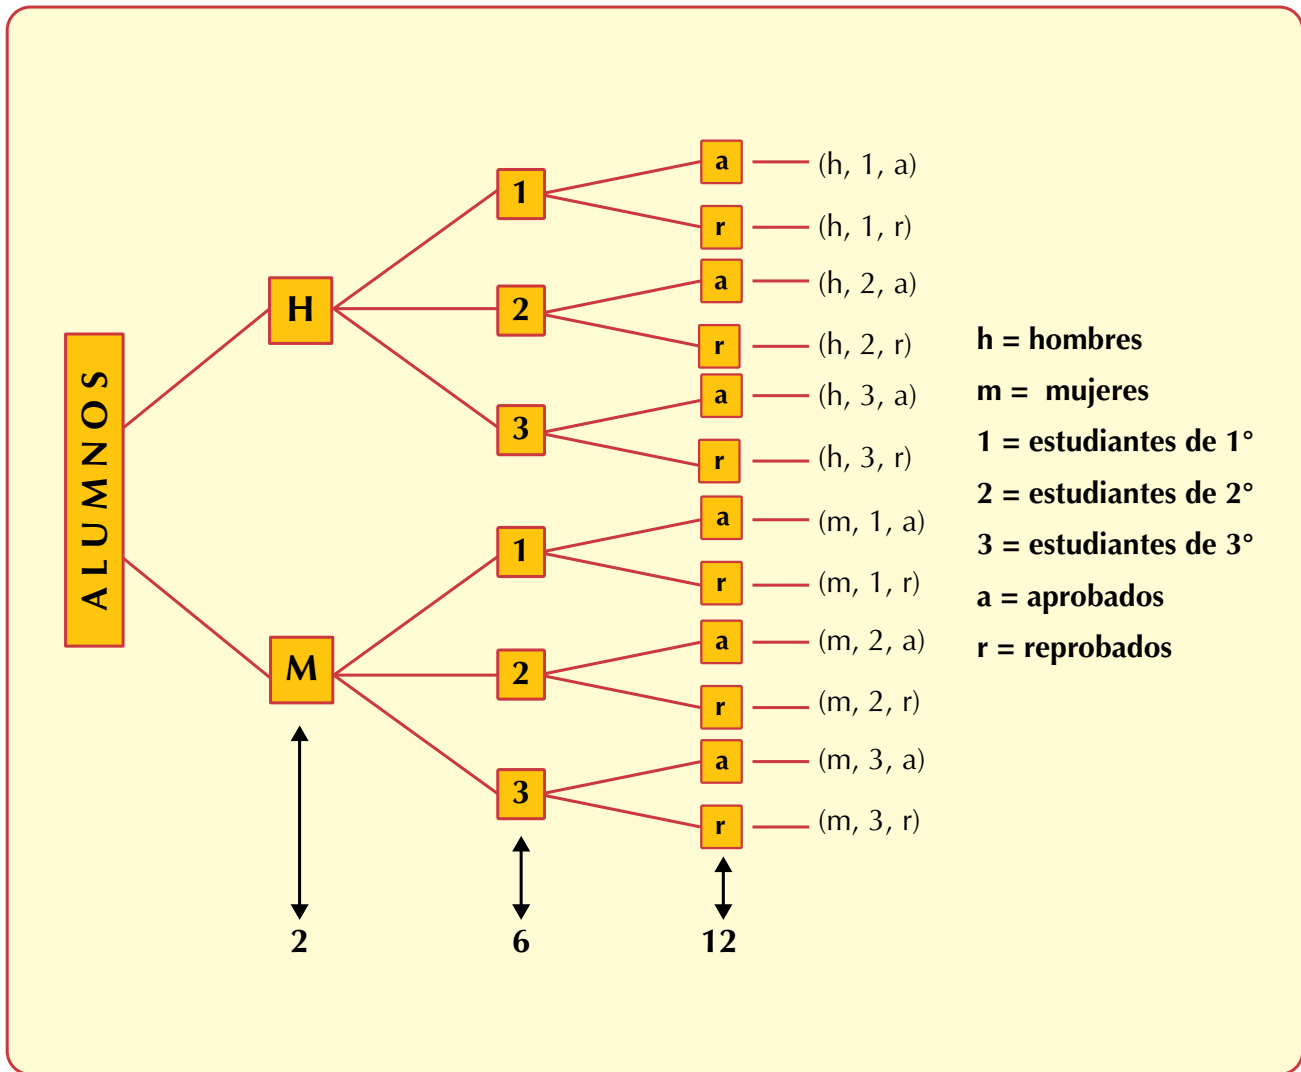 ALUMNOS
H
M
1
2
3
1
2
3
a
r
a
r
a
r
a
r
a
r
a
r
(h, 1, a)
(h, 1, r)
(h, 2, a)
(h, 2, r)
(h, 3, a)
(h, 3, r)
(m, 1, a)
(m, 1, r)
(m, 2, a)
(m, 2, r)
(m, 3, a)
(m, 3, r)
h = hombres
m = mujeres
1 = estudiantes de 1°
2 = estudiantes de 2°
3 = estudiantes de 3°
a = aprobados
r = reprobados
2
6
12